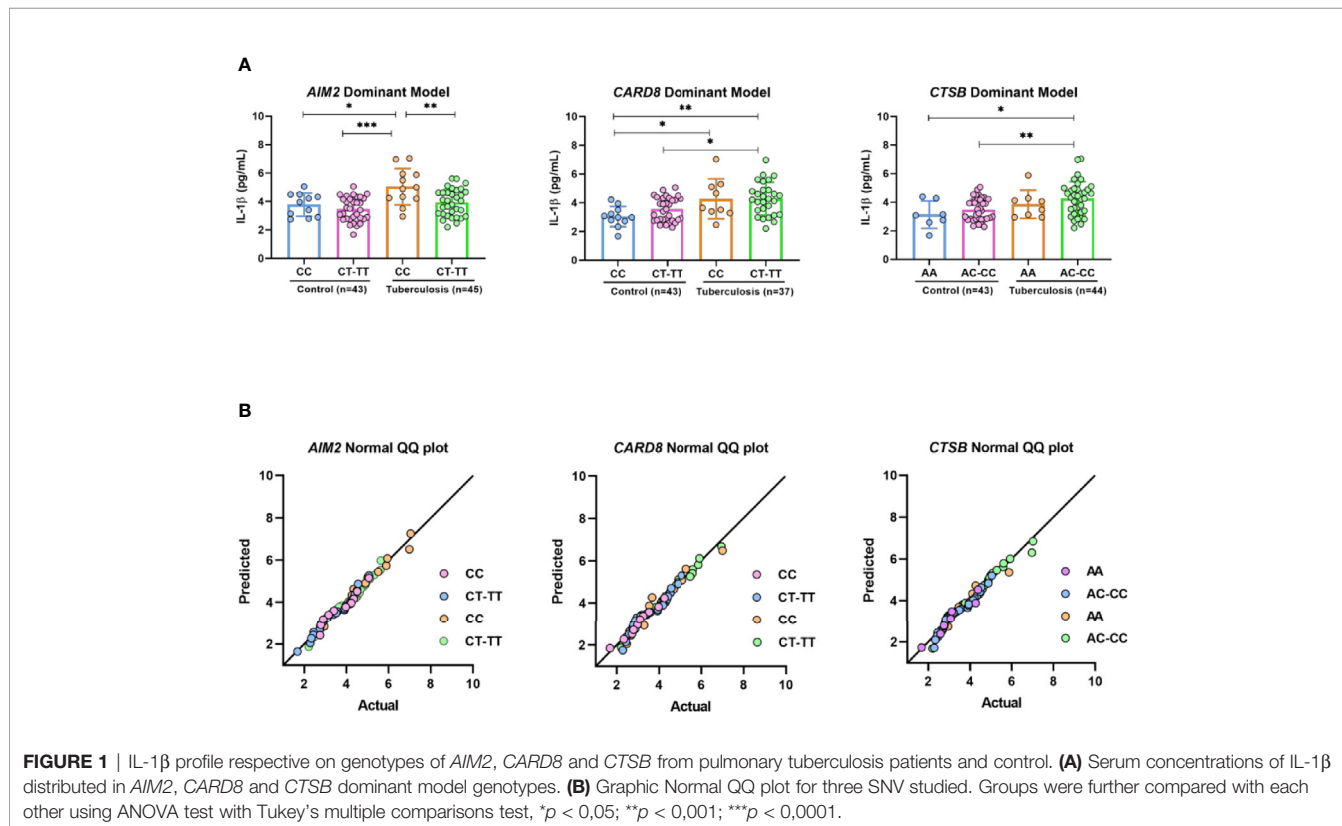 A
AIM2 Dominant Model
* **
***
IL-1β (pg/mL)
10
8
6
4
2
0
CC CT-TT CC CT-TT
Control (n=43) Tuberculosis (n=45)
CARD8 Dominant Model
**
*
*
IL-1β (pg/mL)
10
8
6
4
2
0
CC CT-TT CC CT-TT
Control (n=43) Tuberculosis (n=37)
CTSB Dominant Model
*
**
IL-1β (pg/mL)
10
8
6
4
2
0
AA AC-CC AA AC-CC
Control (n=43) Tuberculosis (n=44)
B
AIM2 Normal QQ plot
Predicted
10
8
6
4
2
2 4 6 8 10
Actual
CC
CT-TT
CC
CT-TT
CARD8 Normal QQ plot
Predicted
10
8
6
4
2
2 4 6 8 10
Actual
CC
CT-TT
CC
CT-TT
CTSB Normal QQ plot
Predicted
10
8
6
4
2
2 4 6 8 10
Actual
AA
AC-CC
AA
AC-CC
FIGURE 1 | IL-1β profile respective on genotypes of AIM2, CARD8 and CTSB from pulmonary tuberculosis patients and control. (A) Serum concentrations of IL-1β
distributed in AIM2, CARD8 and CTSB dominant model genotypes. (B) Graphic Normal QQ plot for three SNV studied. Groups were further compared with each
other using ANOVA test with Tukey's multiple comparisons test, *p < 0,05; **p < 0,001; ***p < 0,0001.